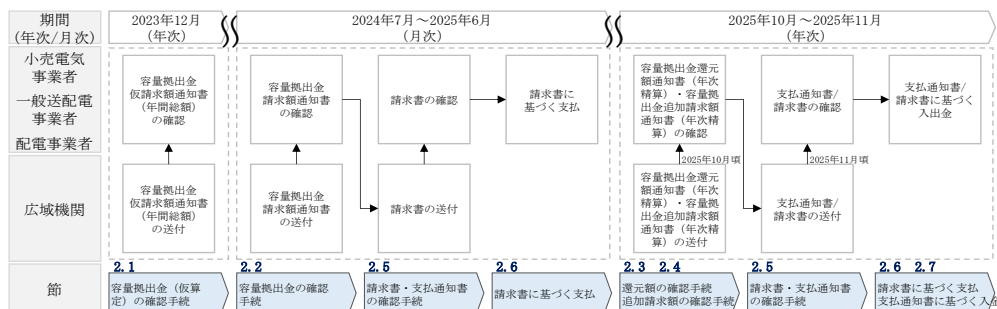 期間
(年次/月次)
2023年12月
(年次)
2024年7月～2025年6月
(月次)
2025年10月～2025年11月
(年次)
小売電気
事業者
一般送配電
事業者
配電事業者
容量拠出金
仮請求額通知書
(年間総額)
の確認
容量拠出金
請求額通知書
の確認
請求書の確認
請求書に
基づく支払
容量拠出金還元
額通知書（年次
精算）・容量拠
出金追加請求額
通知書（年次精
算）の確認
支払通知書/
請求書の確認
支払通知書/
請求書に基づく
入出金
2025年10月頃
2025年11月頃
広域機関
容量拠出金
仮請求額通知書
(年間総額)
の送付
容量拠出金
請求額通知書
の送付
請求書の送付
容量拠出金還元
額通知書（年次
精算）・容量拠
出金追加請求額
通知書（年次精
算）の送付
支払通知書/
請求書の送付
節
2.1
容量拠出金（仮算
定）の確認手続
2.2
容量拠出金の確認
手続
2.5
請求書・支払通知書
の確認手続
2.6
請求書に基づく支払
2.3 2.4
還元額の確認手続
追加請求額の確認手続
2.5
請求書・支払通知書
の確認手続
2.6 2.7
請求書に基づく支払
支払通知書に基づく入金